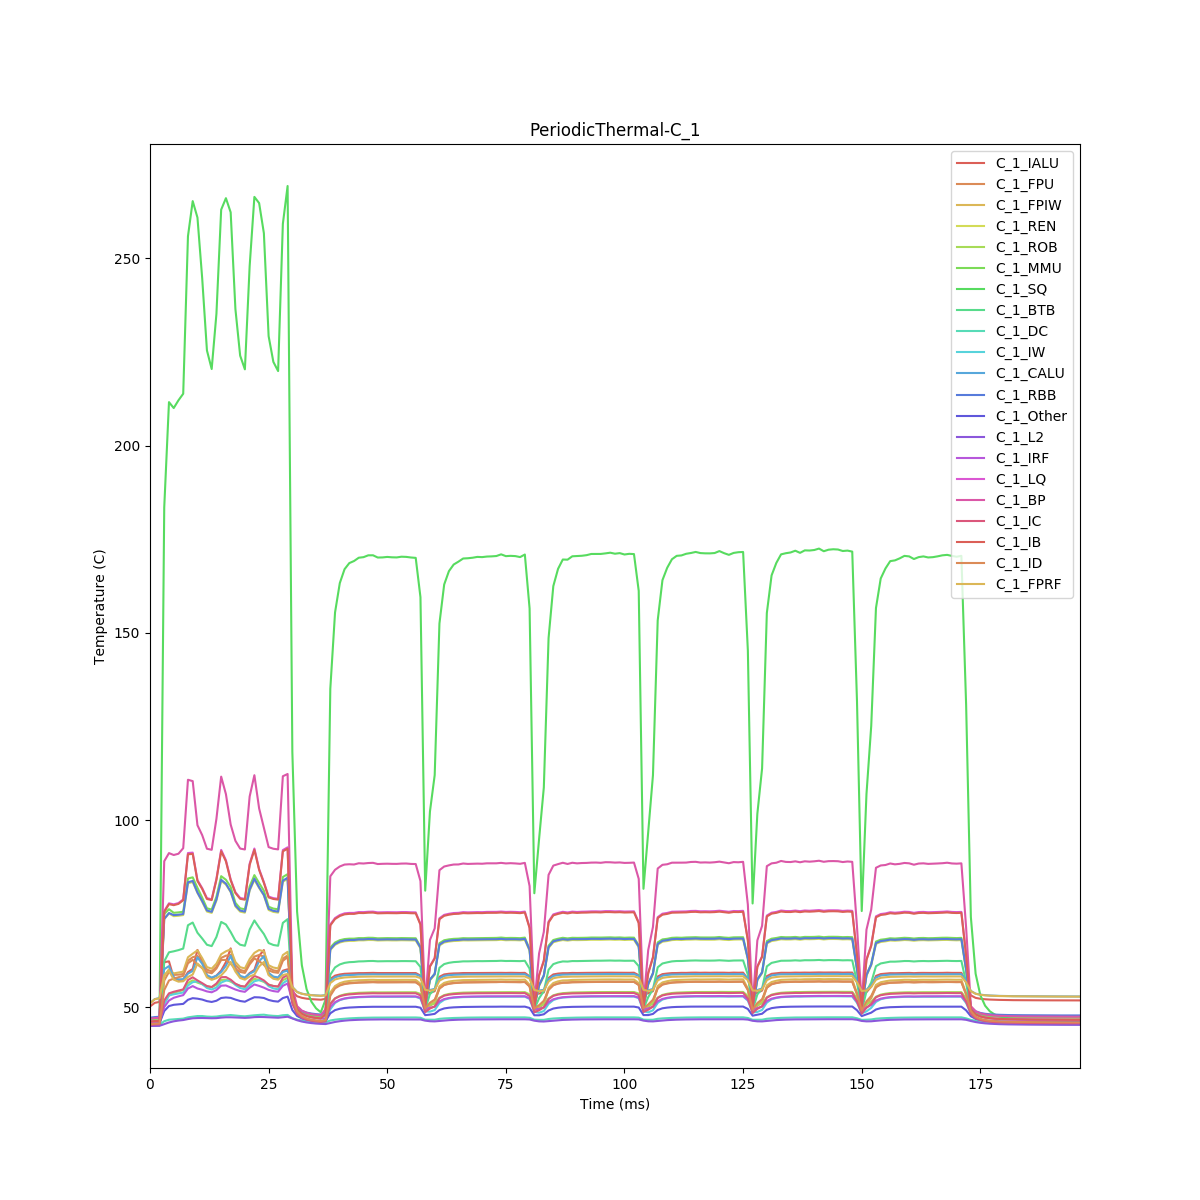 PeriodicThermal-C_1
C_1_IALU
C_1_FPU
C_1_FPIW
C_1_REN
C_1_ROB
C_1_MMU
C_1_SQ
C_1_BTB
C_1_DC
C_1_IW
C_1_CALU
C_1_RBB
C_1_Other
C_1_L2
C_1_IRF
C_1_LQ
C_1_BP
C_1_IC
C_1_IB
C_1_ID
C_1_FPRF
Temperature (C)
250
200
150
100
50
0 25 50 75 100 125 150 175
Time (ms)